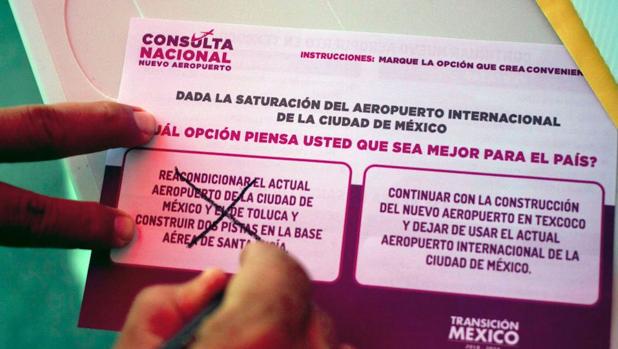 CONSULTA
NACIONAL
NUEVO AEROPUERTO
INSTRUCCIONES: MARQUE LA OPCIÓN QUE CREA CONVENIEN
DADA LA SATURACIÓN DEL AEROPUERTO INTERNACIONAL
DE LA CIUDAD DE MÉXICO
UÁL OPCIÓN PIENSA USTED QUE SEA MEJOR PARA EL PAÍS?
REACONDICIONAR EL ACTUAL
AEROPUERTO DE LA CIUDAD DE
MÉXICO Y EL DE TOLUCA Y
CONSTRUIR DOS PISTAS EN LA BASE
AÉREA DE SANTA LUCÍA
CONTINUAR CON LA CONSTRUCCIÓN
DEL NUEVO AEROPUERTO EN TEXCOCO
Y DEJAR DE USAR EL ACTUAL
AEROPUERTO INTERNACIONAL DE LA
CIUDAD DE MÉXICO.
TRANSICIÓN
MÉXICO